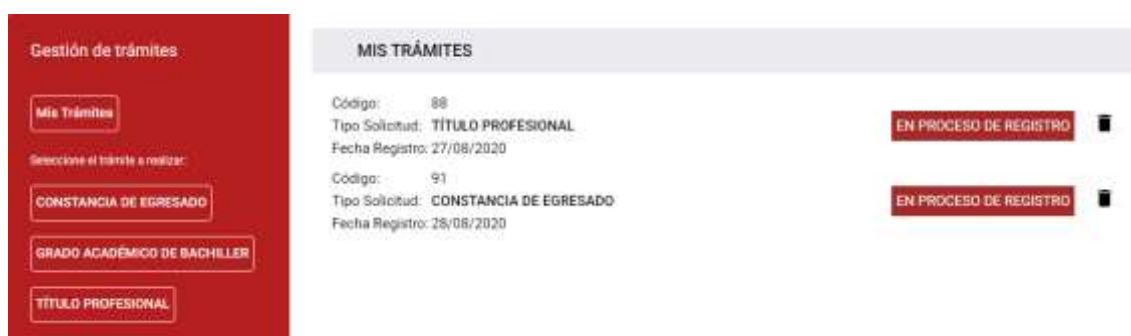 Gestión de trámites
Mis Trámites
Seleccione el trámite a realizar:
CONSTANCIA DE EGRESADO
GRADO ACADÉMICO DE BACHILLER
TÍTULO PROFESIONAL
MIS TRÁMITES
Código: 88
Tipo Solicitud: TÍTULO PROFESIONAL
Fecha Registro: 27/08/2020
EN PROCESO DE REGISTRO
Código: 91
Tipo Solicitud: CONSTANCIA DE EGRESADO
Fecha Registro: 28/08/2020
EN PROCESO DE REGISTRO